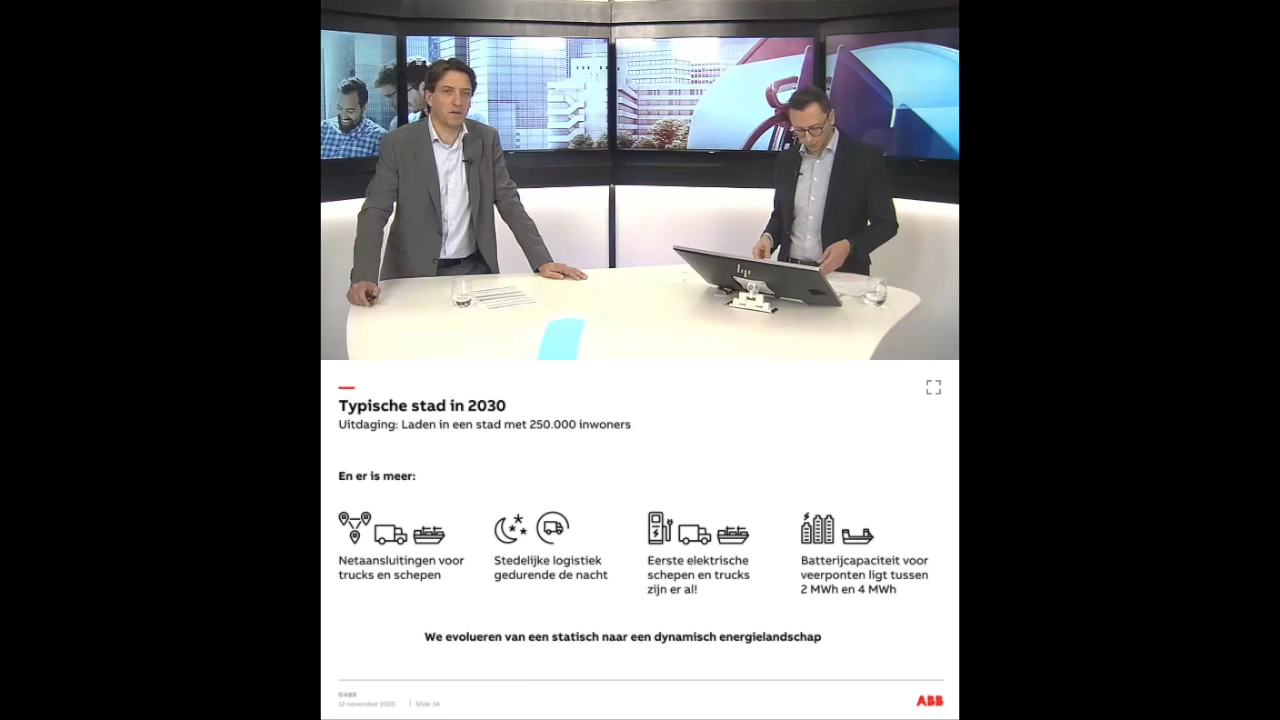 hp
Typische stad in 2030
Uitdaging: Laden in een stad met 250.000 inwoners
En er is meer:
Netaansluitingen voor
trucks en schepen
Stedelijke logistiek
gedurende de nacht
Eerste elektrische
schepen en trucks
zijn er al!
Batterijcapaciteit voor
veerponten ligt tussen
2 MWh en 4 MWh
We evolueren van een statisch naar een dynamisch energielandschap
©ABB
12 november 2020 | Slide 34
ABB